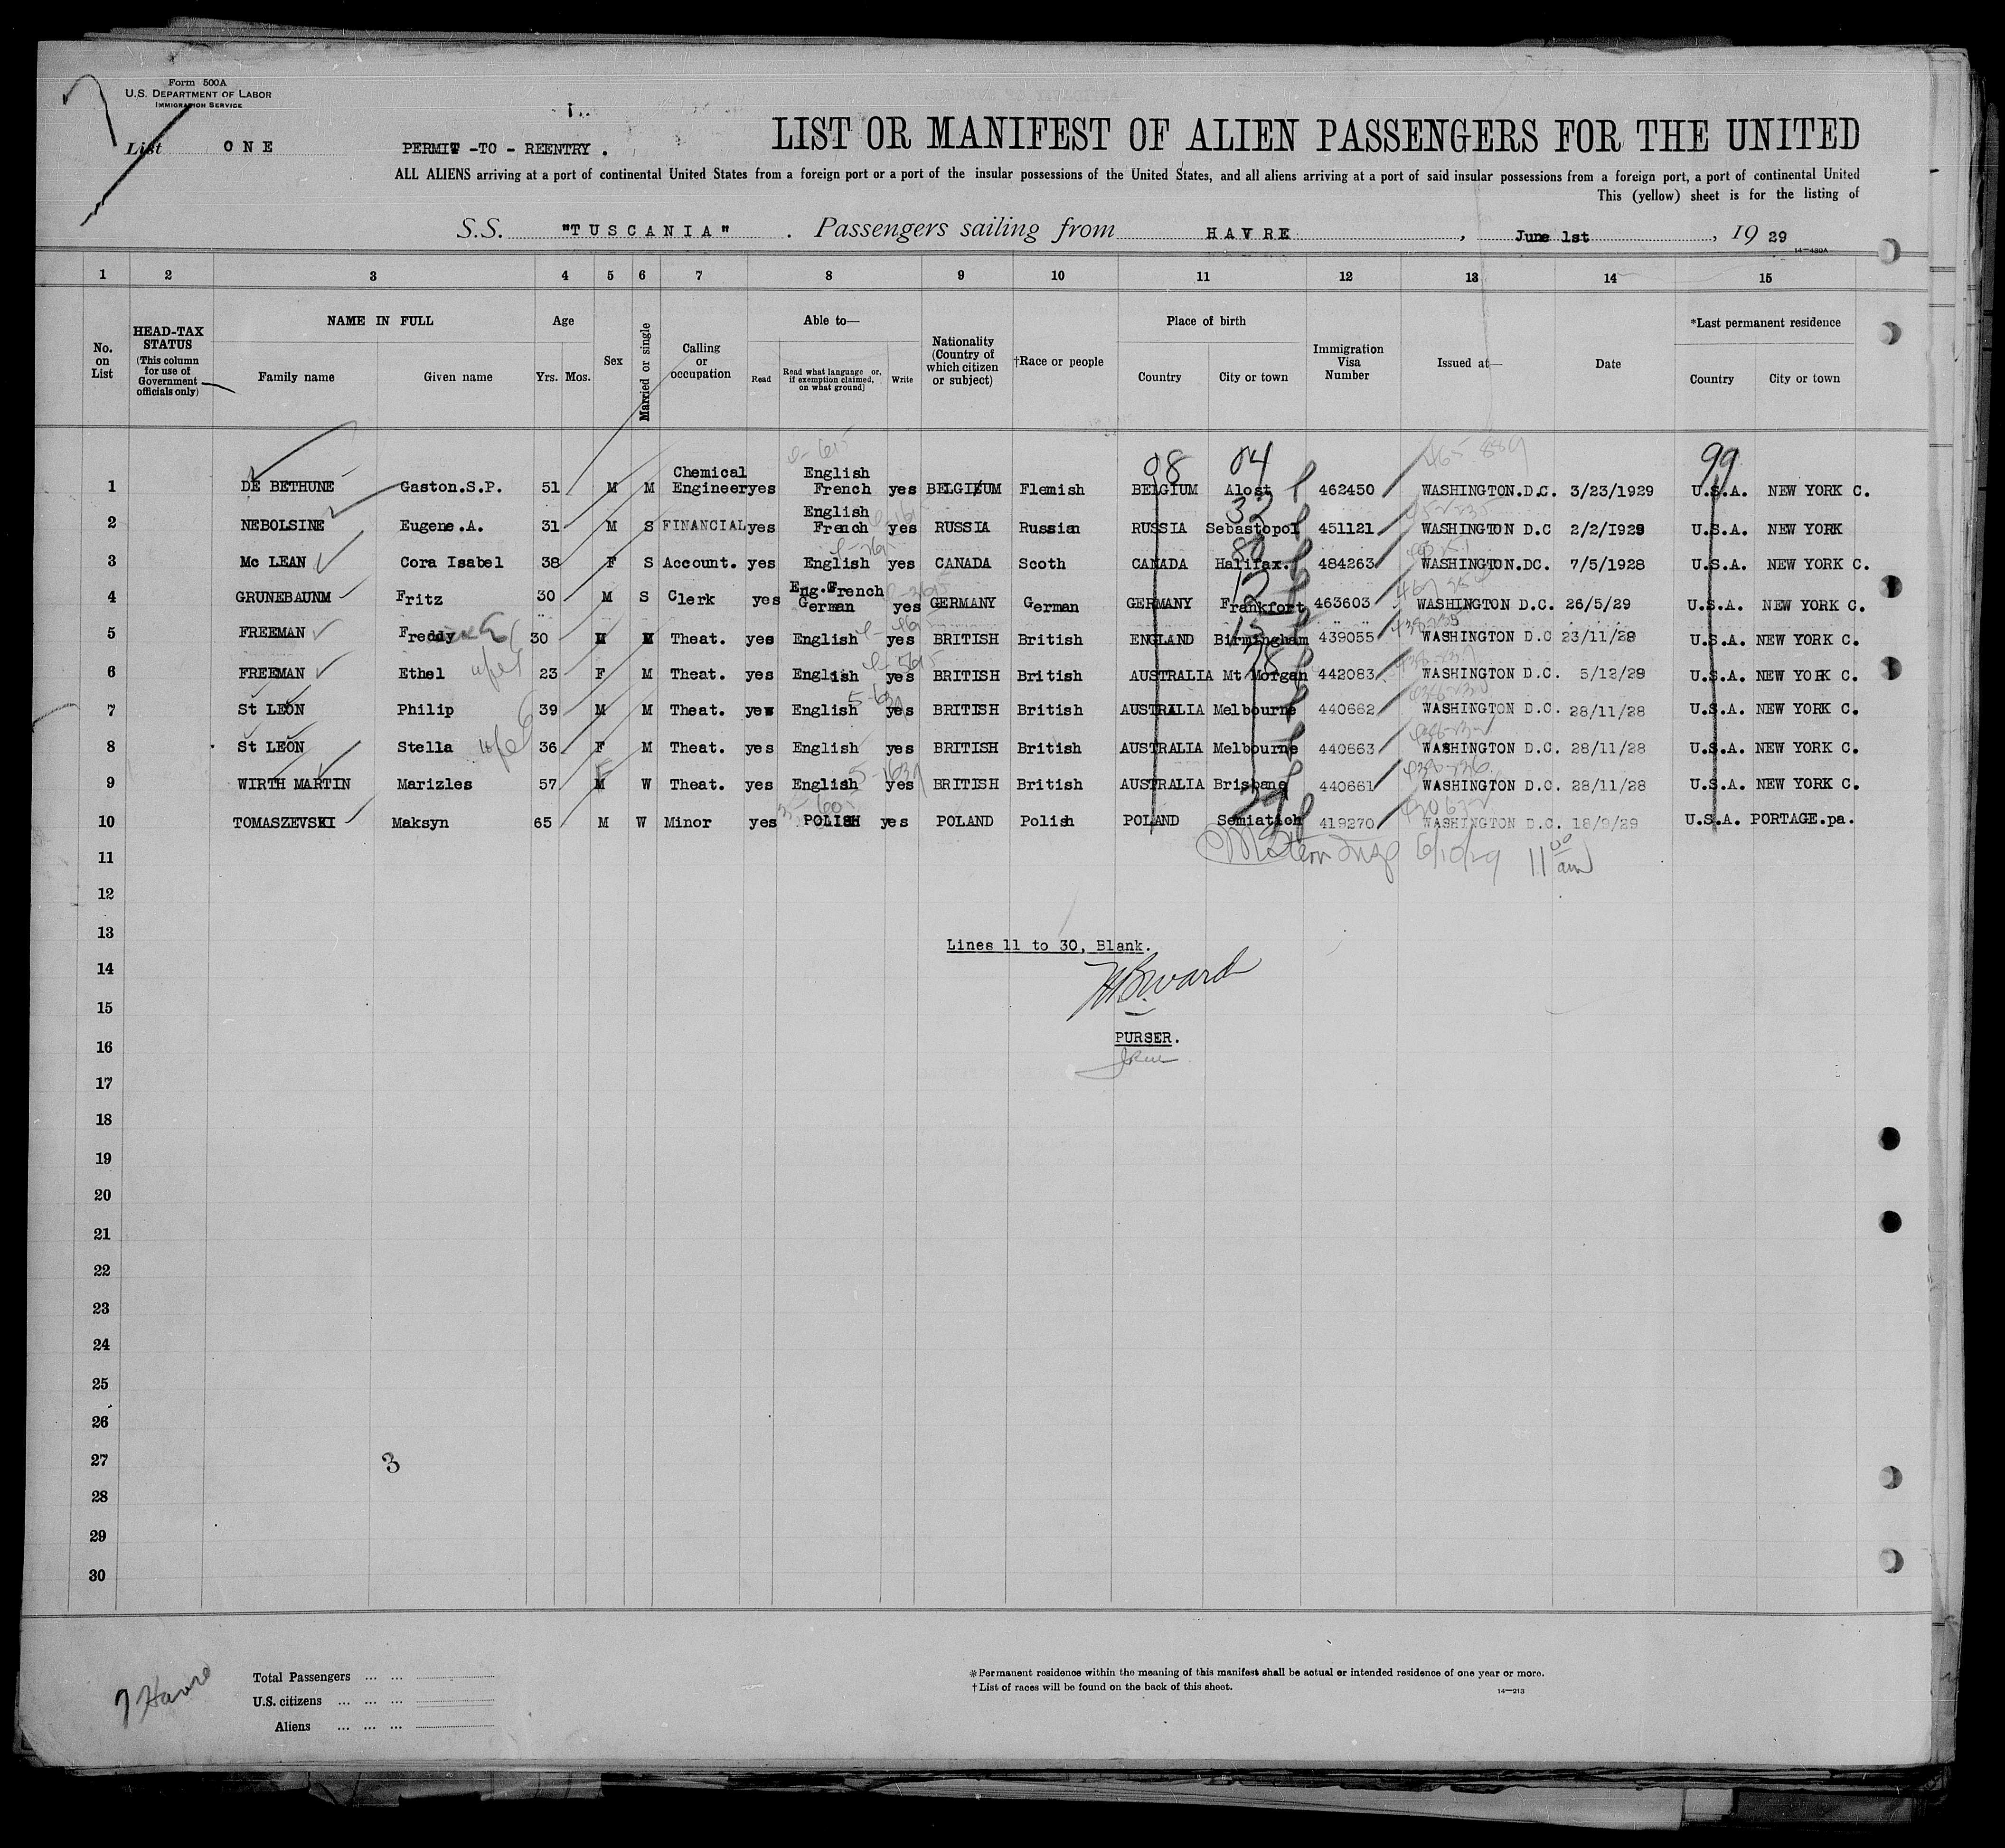 Form 500A
U.S. DEPARTMENT OF LABOR
IMMIGRATION SERVICE
List ONE
PERMIT -TO - REENTRY .
LIST OR MANIFEST OF ALIEN PASSENGERS FOR THE UNITED
ALL ALIENS arriving at a port of continental United States from a foreign port or a port of the insular possessions of the United States, and all aliens arriving at a port of said insular possessions from a foreign port, a port of continental United
This (yellow) sheet is for the listing of
S.S. "TUSCANIA" . Passengers sailing from HAVRE , June 1st , 19 29
14—480A
1 2 3 4 5 6 7 8 9 10 11 12 13 14 15
No. on List
HEAD-TAX STATUS (This column for use of Government officials only)
NAME IN FULL
Family name Given name
Age
Yrs. Mos.
Sex
Married or single
Calling or occupation
Able to—
Read Read what language or, if exemption claimed, on what ground] Write
Nationality (Country of which citizen or subject)
†Race or people
Place of birth
Country City or town
Immigration Visa Number
Issued at—
Date
*Last permanent residence
Country City or town
08 04 99
1 DE BETHUNE Gaston.S.P. 51 M M Chemical Engineer yes English French yes BELGIUM Flemish BELGIUM Alost 462450 WASHINGTON.D.C. 3/23/1929 U.S.A. NEW YORK C.
2 NEBOLSINE Eugene.A. 31 M S FINANCIAL yes English French yes RUSSIA Russian RUSSIA Sebastopol 451121 WASHINGTON D.C 2/2/1929 U.S.A. NEW YORK
3 Mc LEAN Cora Isabel 38 F S Account. yes English yes CANADA Scoth CANADA Halifax. 484263 WASHINGTON.DC. 7/5/1928 U.S.A. NEW YORK C.
4 GRUNEBAUNM Fritz 30 M S Clerk yes Eng.French German yes GERMANY German GERMANY Frankfort 463603 WASHINGTON D.C. 26/5/29 U.S.A. NEW YORK C.
5 FREEMAN Freddy 30 M M Theat. yes English yes BRITISH British ENGLAND Birmingham 439055 WASHINGTON D.C 23/11/28 U.S.A. NEW YORK C.
6 FREEMAN Ethel wife 23 F M Theat. yes English yes BRITISH British AUSTRALIA Mt Morgan 442083 WASHINGTON D.C. 5/12/29 U.S.A. NEW YORK C.
7 St LEON Philip 39 M M Theat. yes English yes BRITISH British AUSTRALIA Melbourne 440662 WASHINGTON D.C. 28/11/28 U.S.A. NEW YORK C.
8 St LEON Stella wife 36. F M Theat. yes English yes BRITISH British AUSTRALIA Melbourne 440663 WASHINGTON D.C. 28/11/28 U.S.A. NEW YORK C.
9 WIRTH MARTIN Marizles 57 M F W Theat. yes English yes BRITISH British AUSTRALIA Brisbane 440661 WASHINGTON D.C. 28/11/28 U.S.A. NEW YORK C.
10 TOMASZEVSKI Maksyn 65 M W Minor yes POLISH yes POLAND Polish POLAND Semiatich 419270 WASHINGTON D.C. 18/9/29 U.S.A. PORTAGE.pa.
11 6/10/29 11 00 am
12
13 Lines 11 to 30, Blank.
14
15
16 PURSER.
17
18
19
20
21
22
23
24
25
26
27 3
28
29
30
7 Havre
Total Passengers ... ...
U.S. citizens ... ... ...
Aliens ... ... ...
*Permanent residence within the meaning of this manifest shall be actual or intended residence of one year or more.
†List of races will be found on the back of this sheet.
14—213